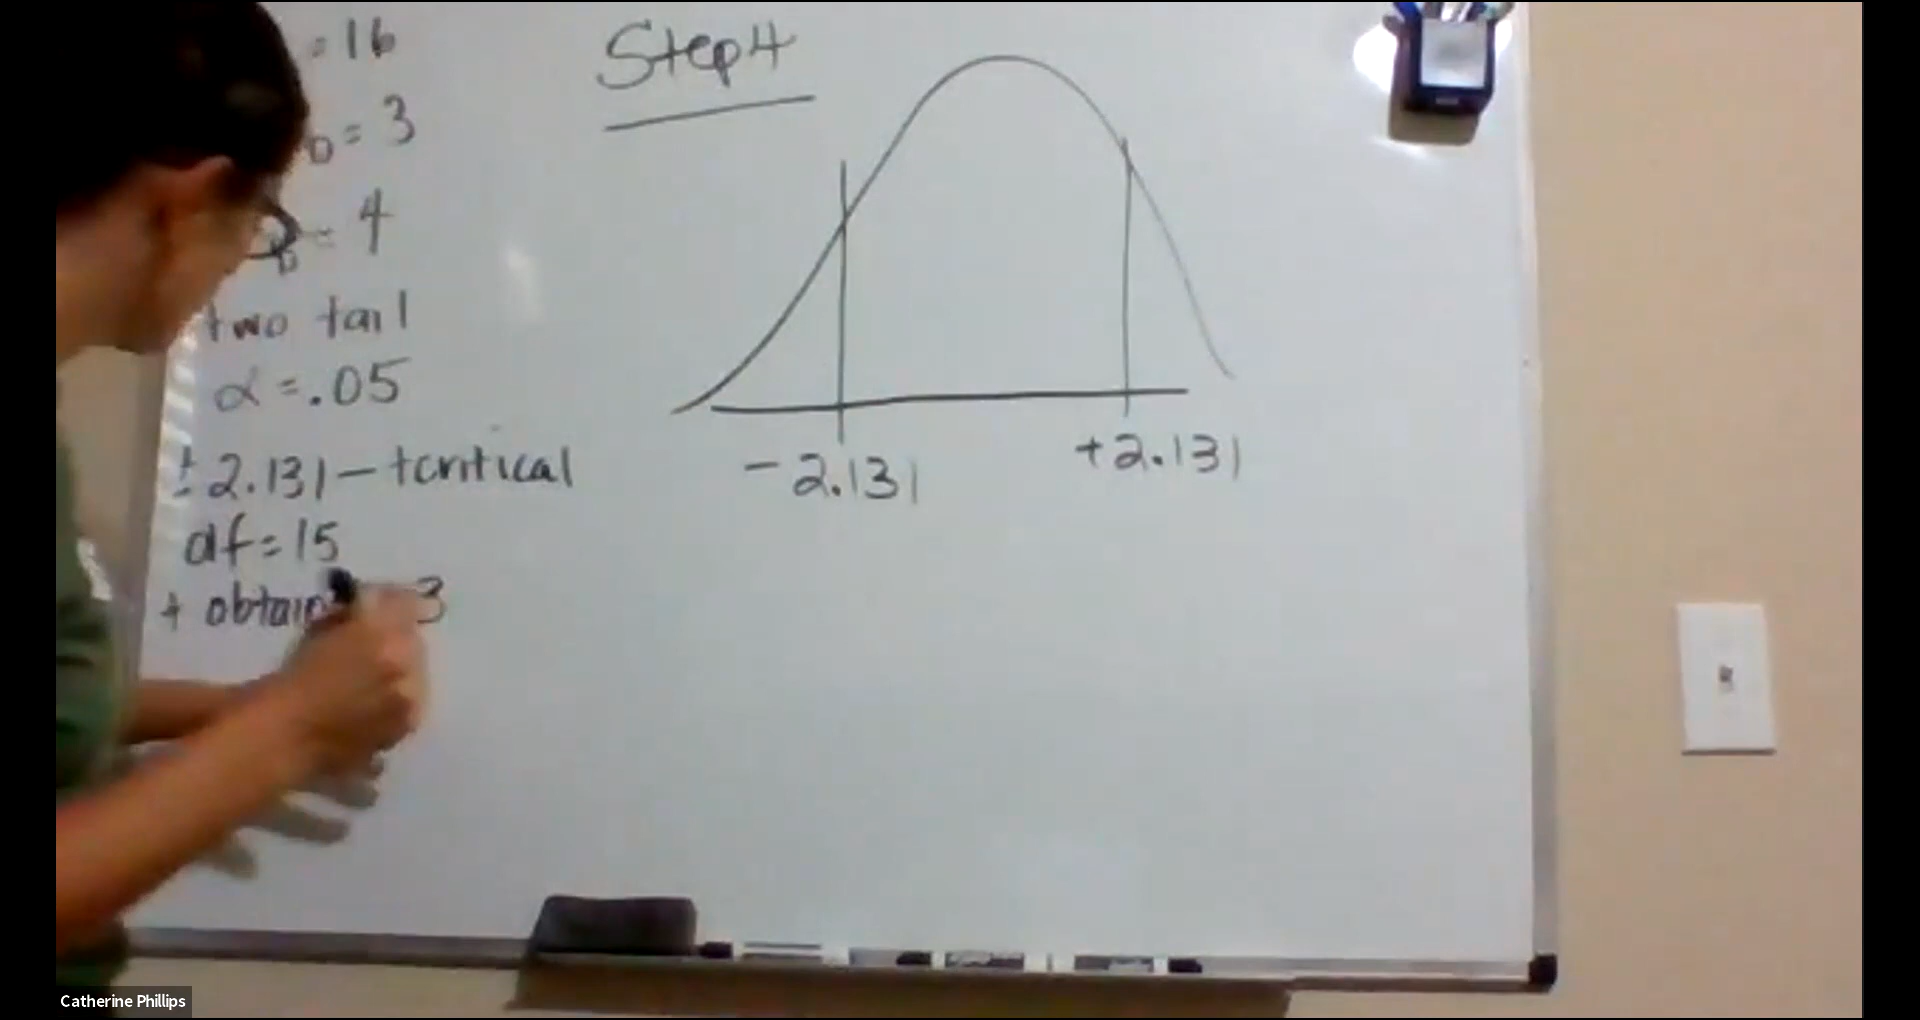 = 16
D = 3
D = 4
two tail
α = .05
± 2.131 – tcritical
df = 15
t obtain 3
Step 4
- 2.131
+2.131
Catherine Phillips